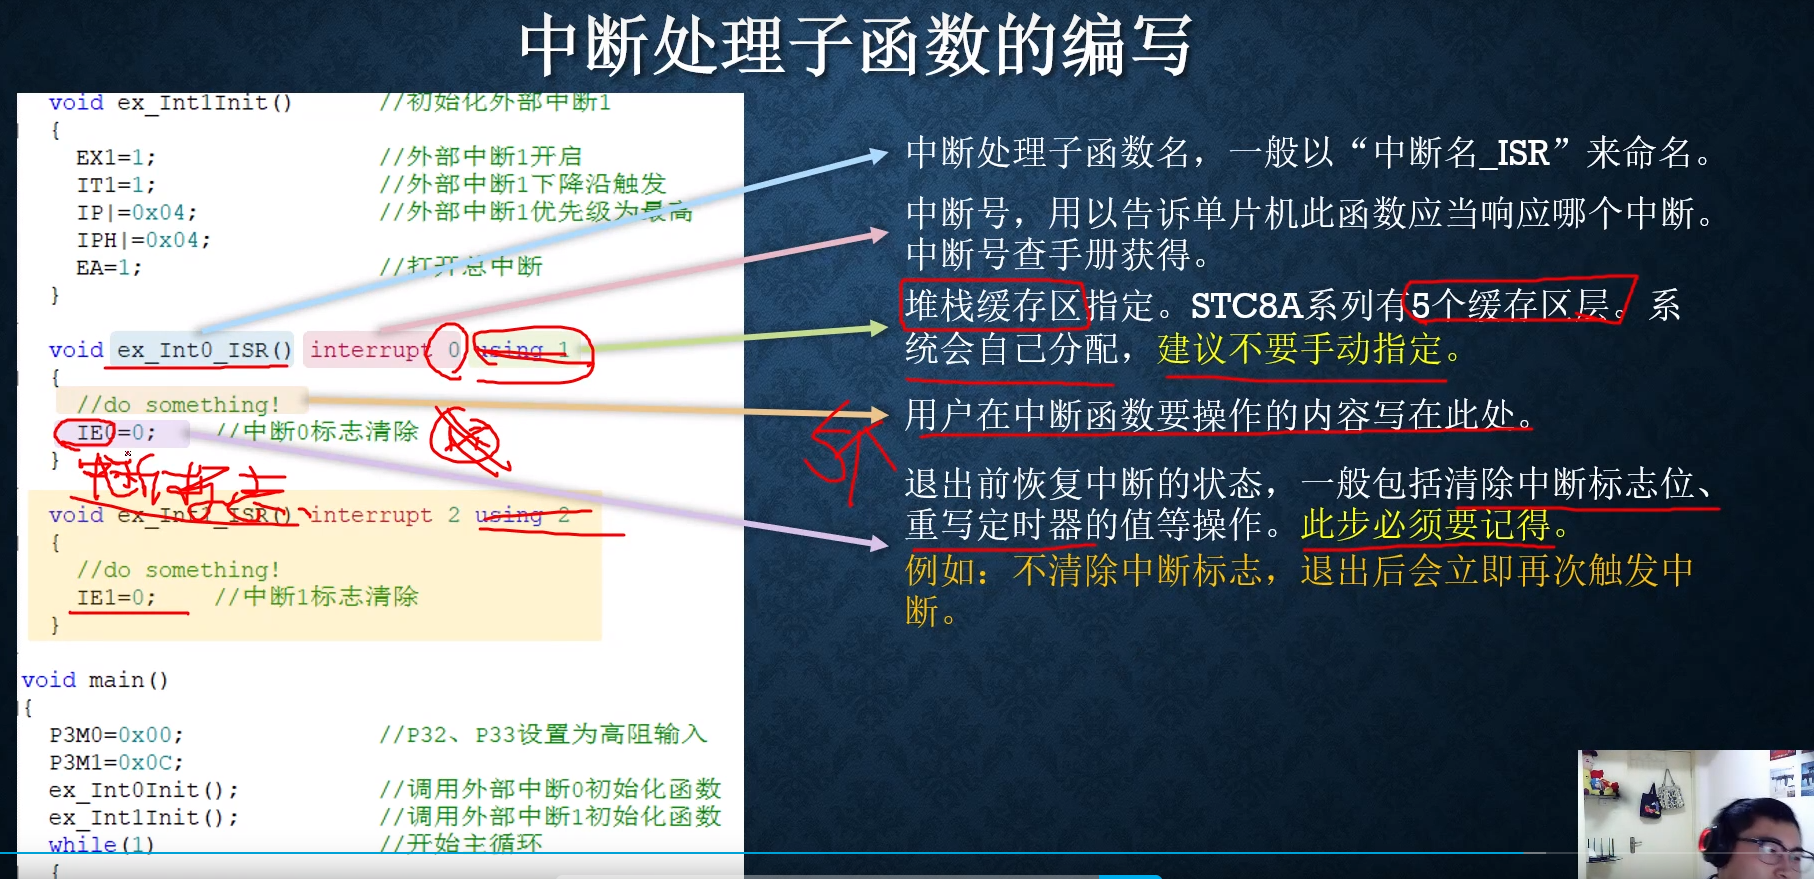 中断处理子函数的编写
void ex_Int1Init()      //初始化外部中断1
{
EX1=1;      //外部中断1开启
IT1=1;      //外部中断1下降沿触发
IP|=0x04;      //外部中断1优先级为最高
IPH|=0x04;
EA=1;      //打开总中断
}
void ex_Int0_ISR() interrupt 0 using 1
{
//do something!
IE0=0;      //中断0标志清除
}
中断标志
void ex_Int1_ISR() interrupt 2 using 2
{
//do something!
IE1=0;      //中断1标志清除
}
void main()
{
P3M0=0x00;      //P32、P33设置为高阻输入
P3M1=0x0C;
ex_Int0Init();      //调用外部中断0初始化函数
ex_Int1Init();      //调用外部中断1初始化函数
while(1)      //开始主循环
{
中断处理子函数名，一般以“中断名_ISR”来命名。
中断号，用以告诉单片机此函数应当响应哪个中断。
中断号查手册获得。
堆栈缓存区指定。STC8A系列有5个缓存区层。系
统会自己分配，建议不要手动指定。
用户在中断函数要操作的内容写在此处。
5个
退出前恢复中断的状态，一般包括清除中断标志位、
重写定时器的值等操作。此步必须要记得。
例如：不清除中断标志，退出后会立即再次触发中
断。